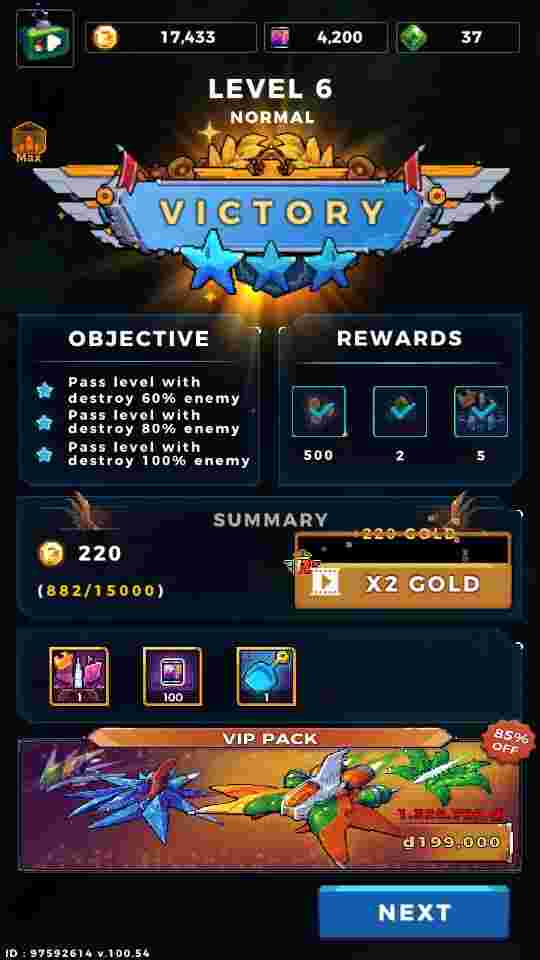 17,433
4,200
37
LEVEL 6
NORMAL
Max
VICTORY
OBJECTIVE
Pass level with
destroy 60% enemy
Pass level with
destroy 80% enemy
Pass level with
destroy 100% enemy
REWARDS
500
2
5
SUMMARY
220
(882/15000)
220 GOLD
X2 GOLD
1
100
1
VIP PACK
85%
OFF
đ199,000
NEXT
ID : 97592614 v.100.54